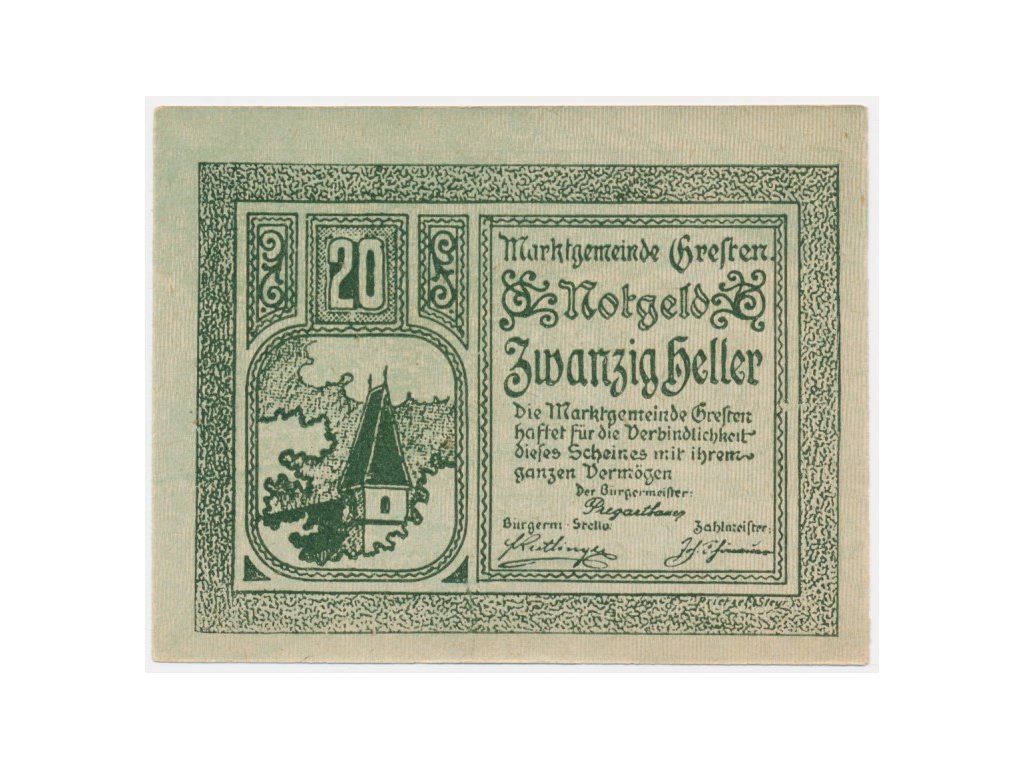 20
Marktgemeinde Gresten.
Notgeld
Zwanzig Heller
Die Marktgemeinde Gresten
haftet für die Verbindlichkeit
dieses Scheines mit ihrem
ganzen Vermögen
Der Bürgermeister:
Bürgerm. Stellv. Zahlmeister: